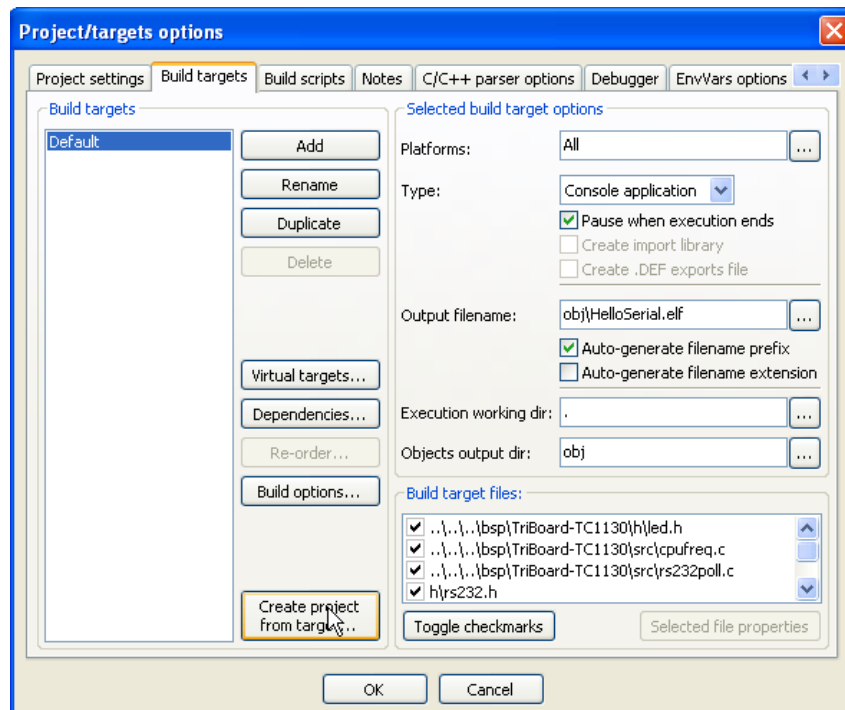 Project/targets options
Project settings
Build targets
Build scripts
Notes
C/C++ parser options
Debugger
EnvVars options
Build targets
Default
Add
Rename
Duplicate
Delete
Virtual targets...
Dependencies...
Re-order...
Build options...
Create project
from target...
Selected build target options
Platforms:
All
...
Type:
Console application
Pause when execution ends
Create import library
Create .DEF exports file
Output filename:
obj\HelloSerial.elf
...
Auto-generate filename prefix
Auto-generate filename extension
Execution working dir:
.
...
Objects output dir:
obj
...
Build target files:
..\..\..\bsp\TriBoard-TC1130\h\led.h
..\..\..\bsp\TriBoard-TC1130\src\cpufreq.c
..\..\..\bsp\TriBoard-TC1130\src\rs232poll.c
h\rs232.h
Toggle checkmarks
Selected file properties
OK
Cancel